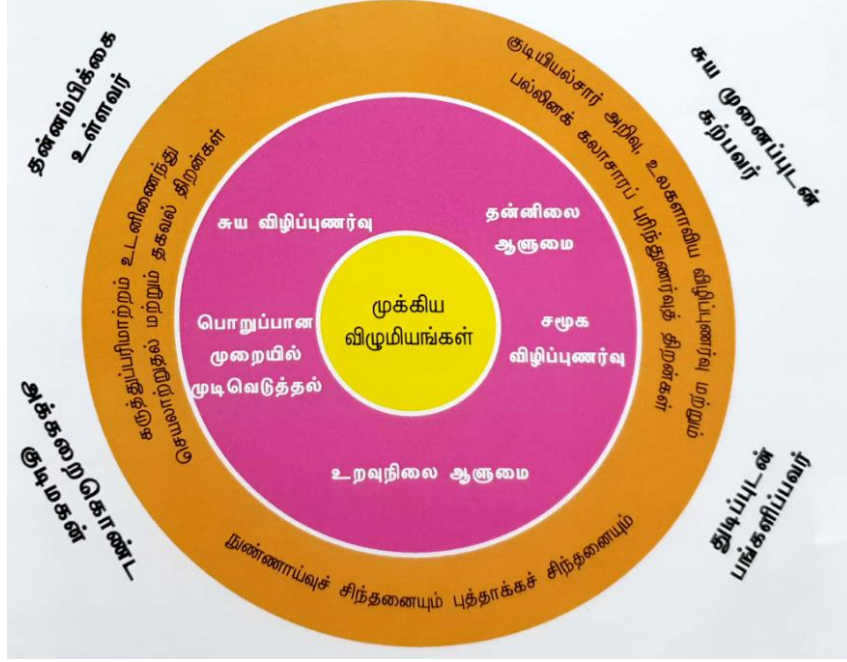 தன்னம்பிக்கை
உள்ளவர்
சுய முனைப்புடன்
கற்பவர்
குடியியல்சார் அறிவு, உலகளாவிய விழிப்புணர்வு மற்றும்
பல்லினக் கலாசாரப் புரிந்துணர்வுத் திறன்கள்
கருத்துப்பரிமாற்றம் உடனிணைந்து
செயலாற்றுதல் மற்றும் தகவல் திறன்கள்
சுய விழிப்புணர்வு
தன்னிலை
ஆளுமை
முக்கிய
விழுமியங்கள்
பொறுப்பான
முறையில்
முடிவெடுத்தல்
சமூக
விழிப்புணர்வு
உறவுநிலை ஆளுமை
நுண்ணாய்வுச் சிந்தனையும் புத்தாக்கச் சிந்தனையும்
அக்கறைகொண்ட
குடிமகன்
துடிப்புடன்
பங்களிப்பவர்